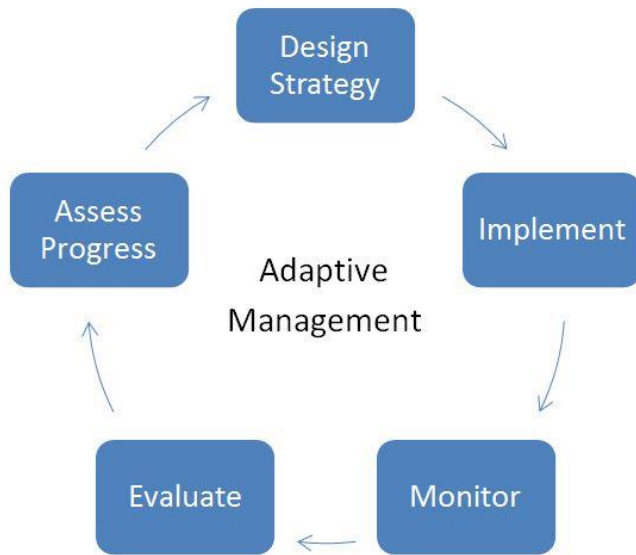 Design
Strategy
Implement
Monitor
Evaluate
Assess
Progress
Adaptive
Management